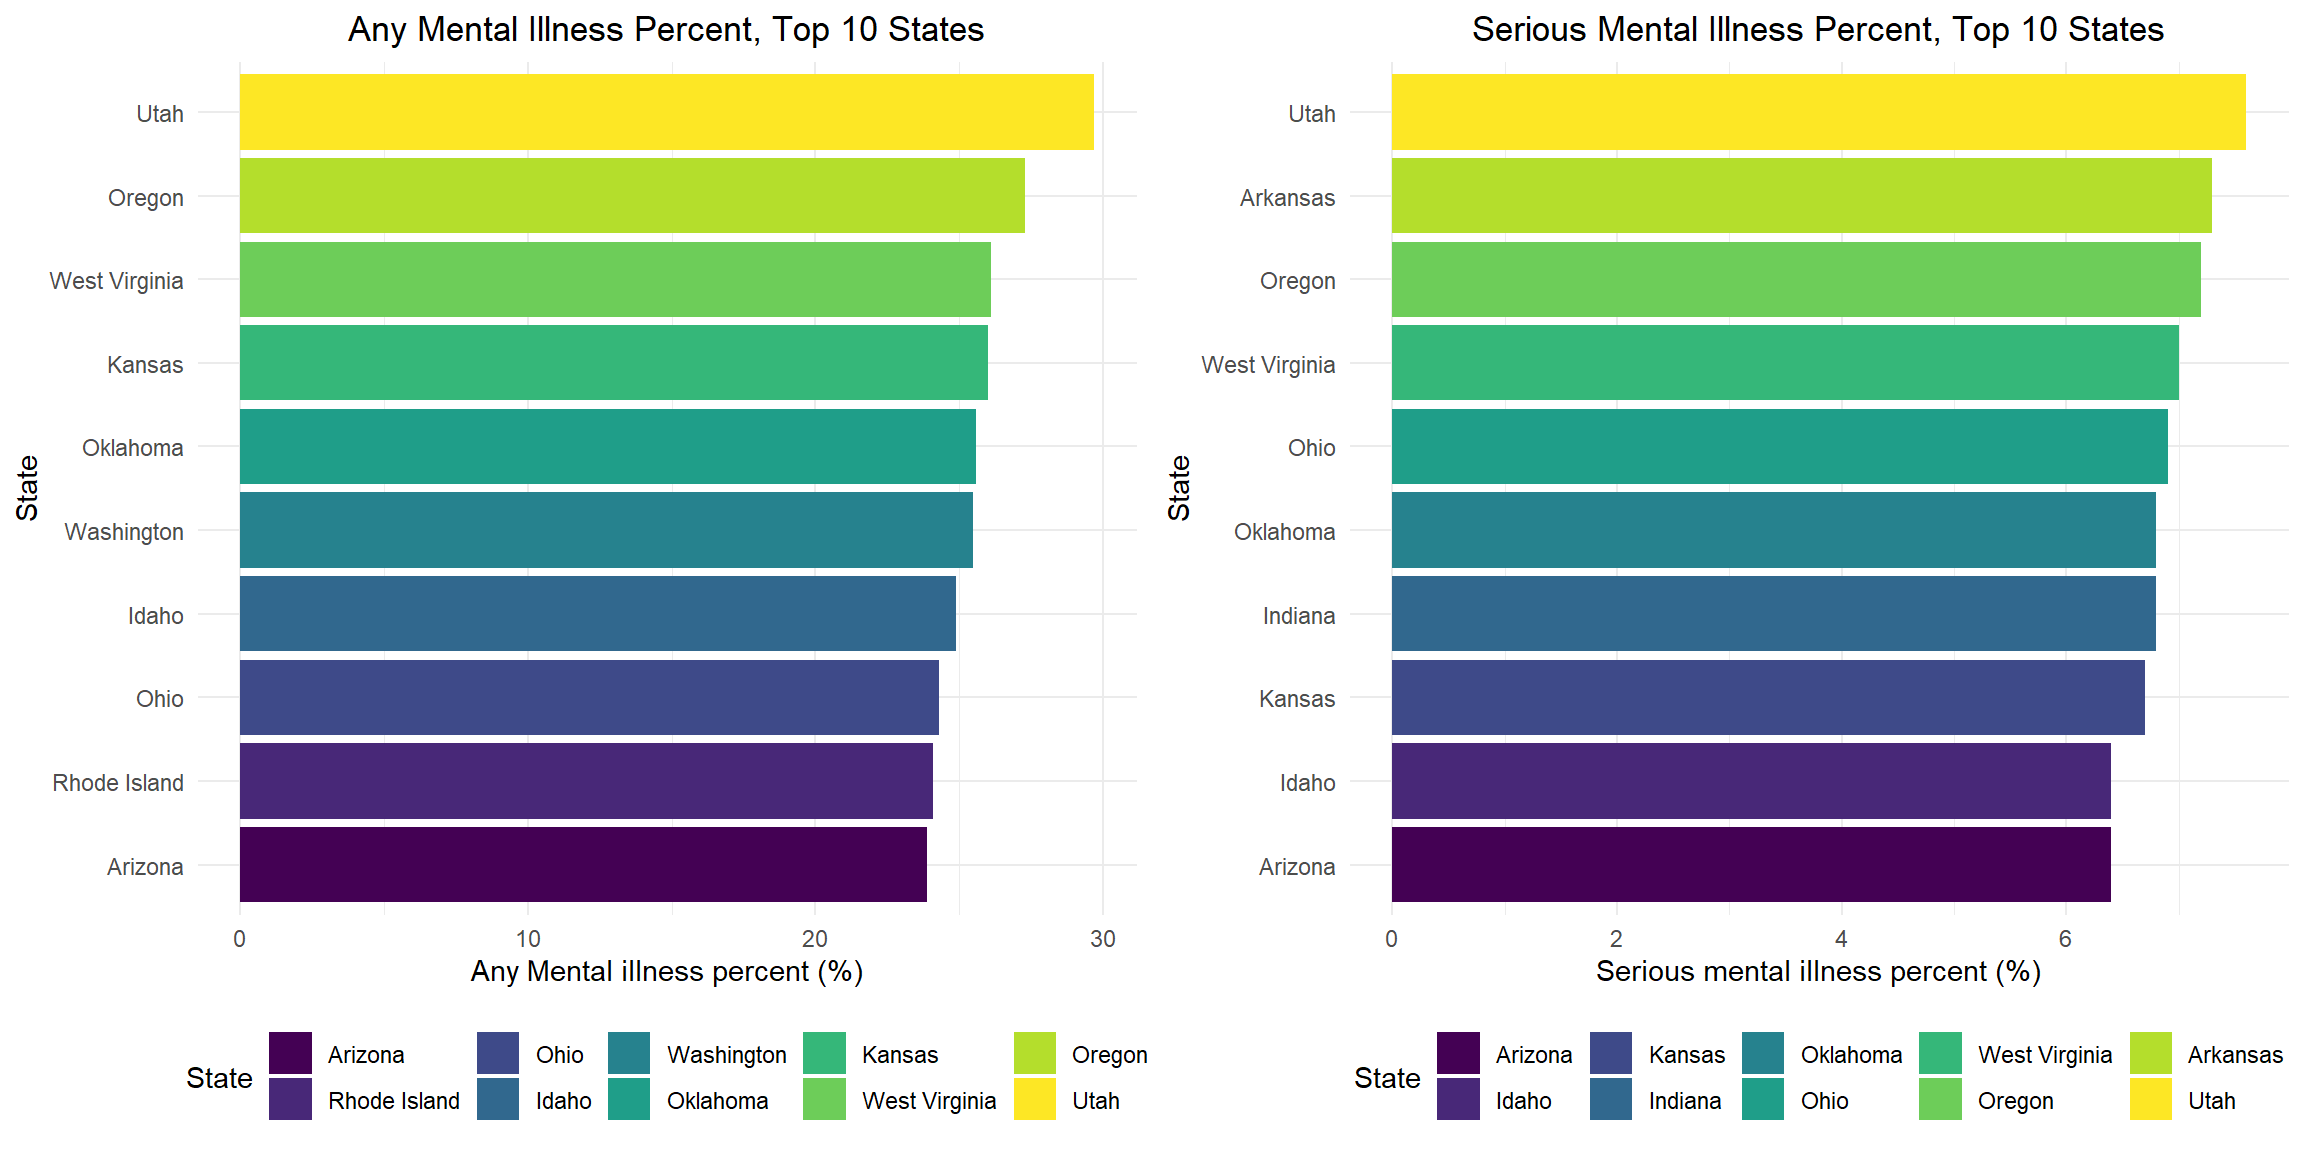 Any Mental Illness Percent, Top 10 States
Utah
Oregon
West Virginia
Kansas
Oklahoma
Washington
Idaho
Ohio
Rhode Island
Arizona
State
0 10 20 30
Any Mental illness percent (%)
State
Arizona Ohio Washington Kansas Oregon
Rhode Island Idaho Oklahoma West Virginia Utah
Serious Mental Illness Percent, Top 10 States
Utah
Arkansas
Oregon
West Virginia
Ohio
Oklahoma
Indiana
Kansas
Idaho
Arizona
State
0 2 4 6
Serious mental illness percent (%)
State
Arizona Kansas Oklahoma West Virginia Arkansas
Idaho Indiana Ohio Oregon Utah